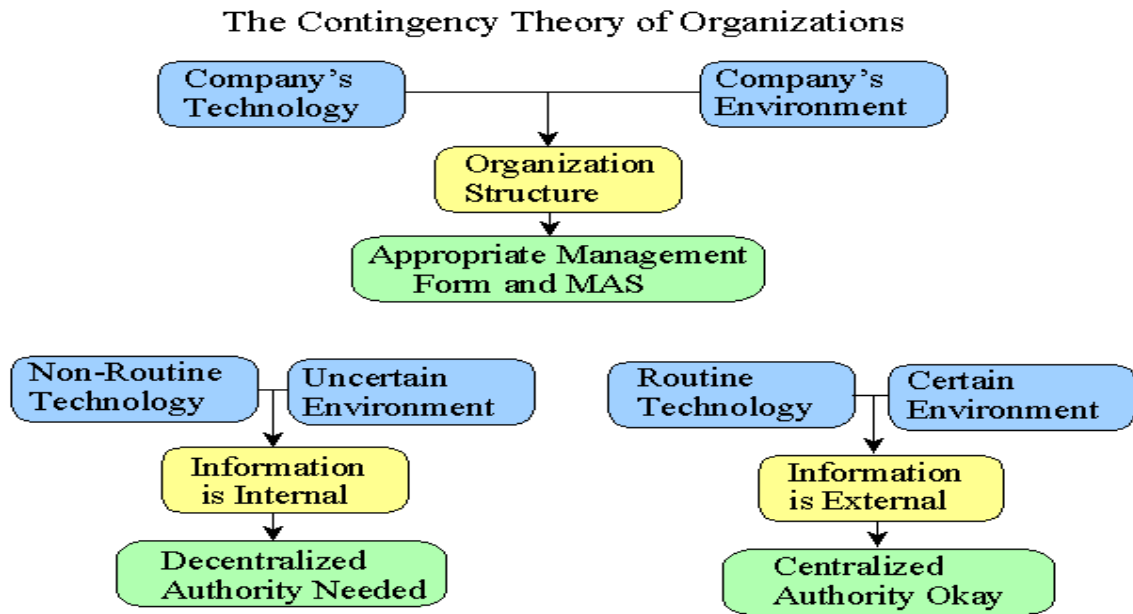 The Contingency Theory of Organizations
Company’s
Technology
Company’s
Environment
Organization
Structure
Appropriate Management
Form and MAS
Non-Routine
Technology
Uncertain
Environment
Routine
Technology
Certain
Environment
Information
is Internal
Information
is External
Decentralized
Authority Needed
Centralized
Authority Okay